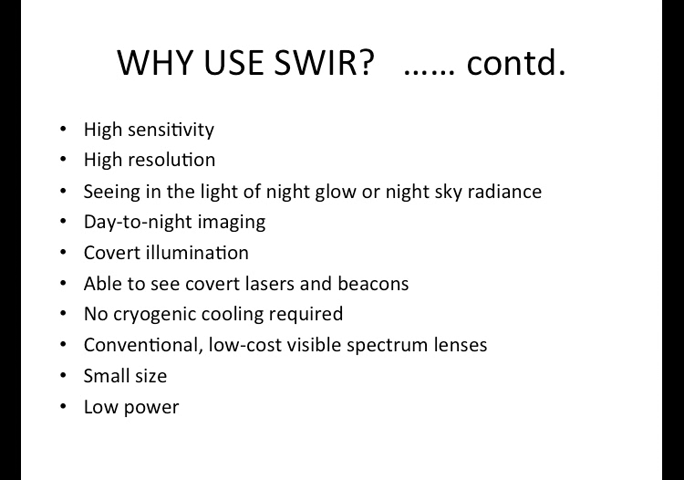 WHY USE SWIR? …… contd.
• High sensitivity
• High resolution
• Seeing in the light of night glow or night sky radiance
• Day-to-night imaging
• Covert illumination
• Able to see covert lasers and beacons
• No cryogenic cooling required
• Conventional, low-cost visible spectrum lenses
• Small size
• Low power